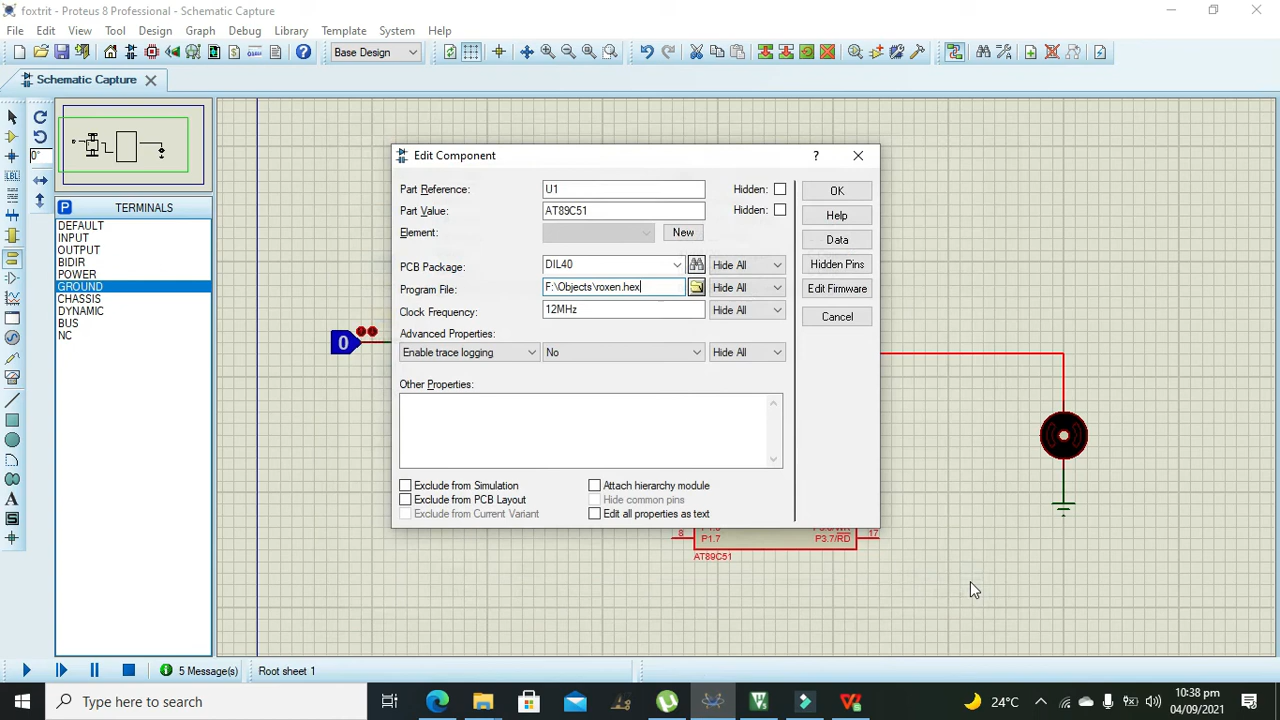 foxtrit - Proteus 8 Professional - Schematic Capture
File Edit View Tool Design Graph Debug Library Template System Help
Base Design
Schematic Capture
0°
LBL
P TERMINALS
DEFAULT
INPUT
OUTPUT
BIDIR
POWER
GROUND
CHASSIS
DYNAMIC
BUS
NC
Edit Component
?
Part Reference: U1 Hidden: OK
Part Value: AT89C51 Hidden: Help
Element: New Data
PCB Package: DIL40 Hide All Hidden Pins
Program File: F:\Objects\roxen.hex Hide All Edit Firmware
Clock Frequency: 12MHz Hide All Cancel
Advanced Properties:
Enable trace logging No Hide All
Other Properties:
Exclude from Simulation Attach hierarchy module
Exclude from PCB Layout Hide common pins
Exclude from Current Variant Edit all properties as text
0
8 P1.7 P3.7/RD 17
AT89C51
5 Message(s) Root sheet 1
Type here to search
24°C
10:38 pm
04/09/2021